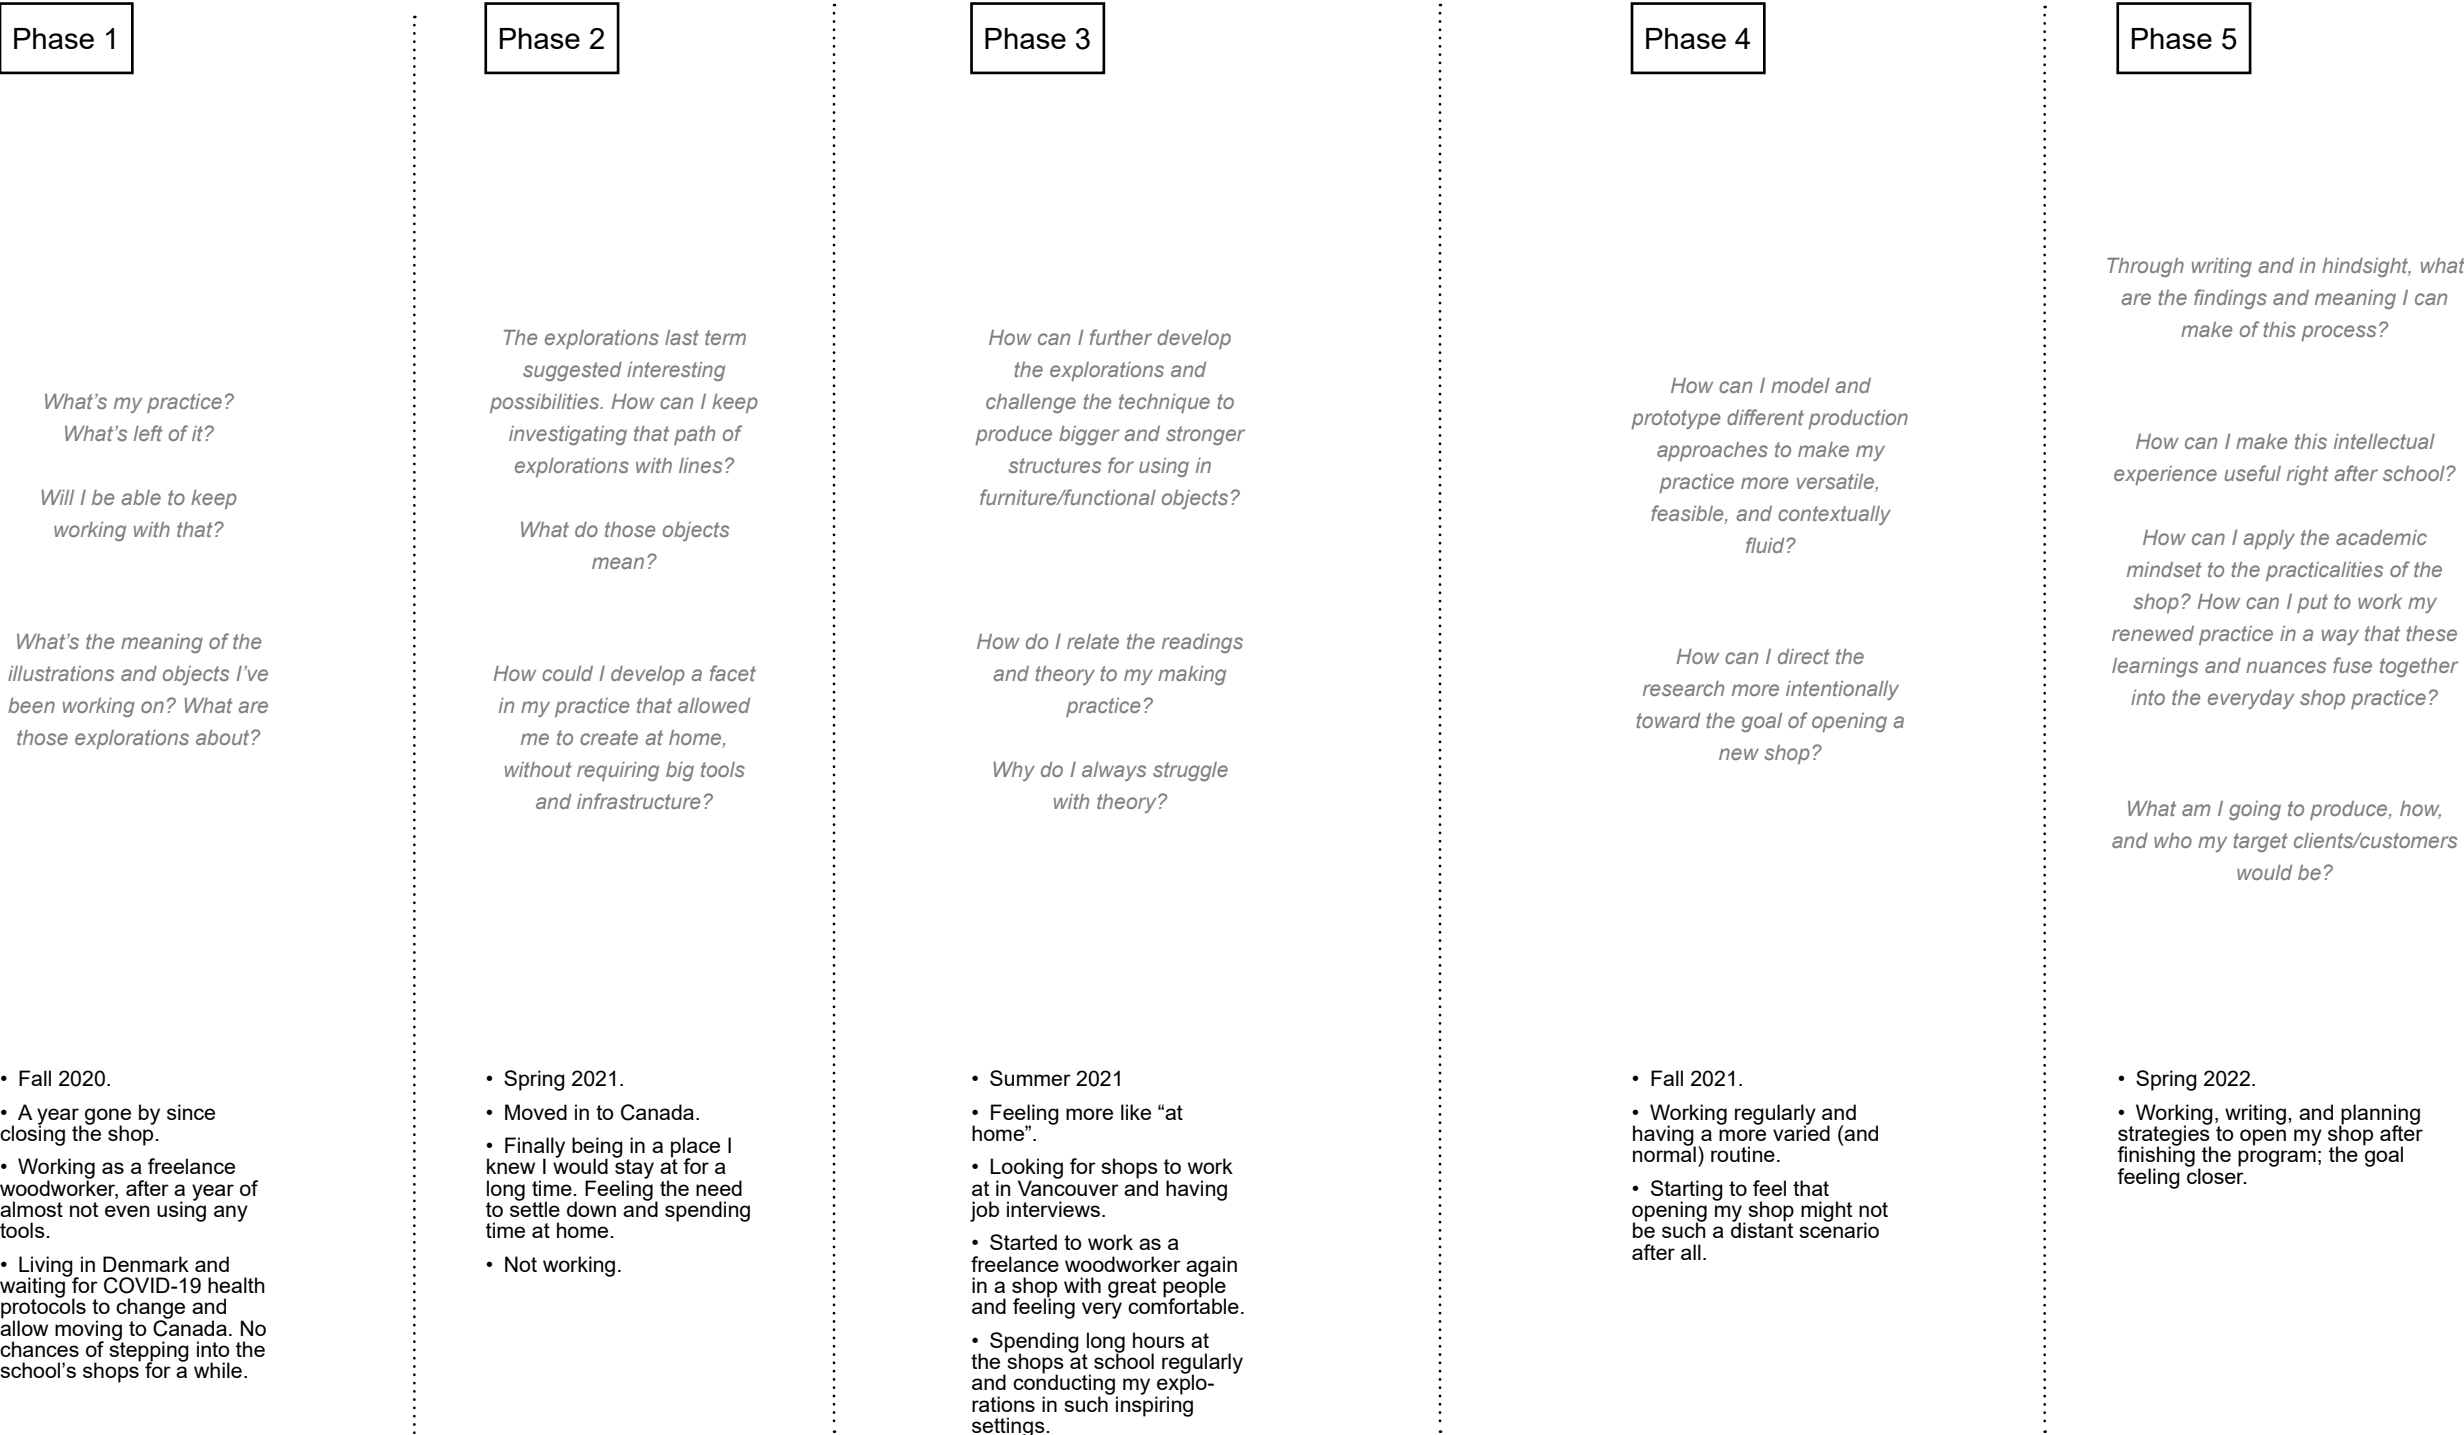 Phase 1
What’s my practice?
What’s left of it?
Will I be able to keep
working with that?
What’s the meaning of the
illustrations and objects I’ve
been working on? What are
those explorations about?
• Fall 2020.
• A year gone by since
closing the shop.
• Working as a freelance
woodworker, after a year of
almost not even using any
tools.
• Living in Denmark and
waiting for COVID-19 health
protocols to change and
allow moving to Canada. No
chances of stepping into the
school’s shops for a while.
Phase 2
The explorations last term
suggested interesting
possibilities. How can I keep
investigating that path of
explorations with lines?
What do those objects
mean?
How could I develop a facet
in my practice that allowed
me to create at home,
without requiring big tools
and infrastructure?
• Spring 2021.
• Moved in to Canada.
• Finally being in a place I
knew I would stay at for a
long time. Feeling the need
to settle down and spending
time at home.
• Not working.
Phase 3
How can I further develop
the explorations and
challenge the technique to
produce bigger and stronger
structures for using in
furniture/functional objects?
How do I relate the readings
and theory to my making
practice?
Why do I always struggle
with theory?
• Summer 2021
• Feeling more like “at
home”.
• Looking for shops to work
at in Vancouver and having
job interviews.
• Started to work as a
freelance woodworker again
in a shop with great people
and feeling very comfortable.
• Spending long hours at
the shops at school regularly
and conducting my explo-
rations in such inspiring
settings.
Phase 4
How can I model and
prototype different production
approaches to make my
practice more versatile,
feasible, and contextually
fluid?
How can I direct the
research more intentionally
toward the goal of opening a
new shop?
• Fall 2021.
• Working regularly and
having a more varied (and
normal) routine.
• Starting to feel that
opening my shop might not
be such a distant scenario
after all.
Phase 5
Through writing and in hindsight, what
are the findings and meaning I can
make of this process?
How can I make this intellectual
experience useful right after school?
How can I apply the academic
mindset to the practicalities of the
shop? How can I put to work my
renewed practice in a way that these
learnings and nuances fuse together
into the everyday shop practice?
What am I going to produce, how,
and who my target clients/customers
would be?
• Spring 2022.
• Working, writing, and planning
strategies to open my shop after
finishing the program; the goal
feeling closer.